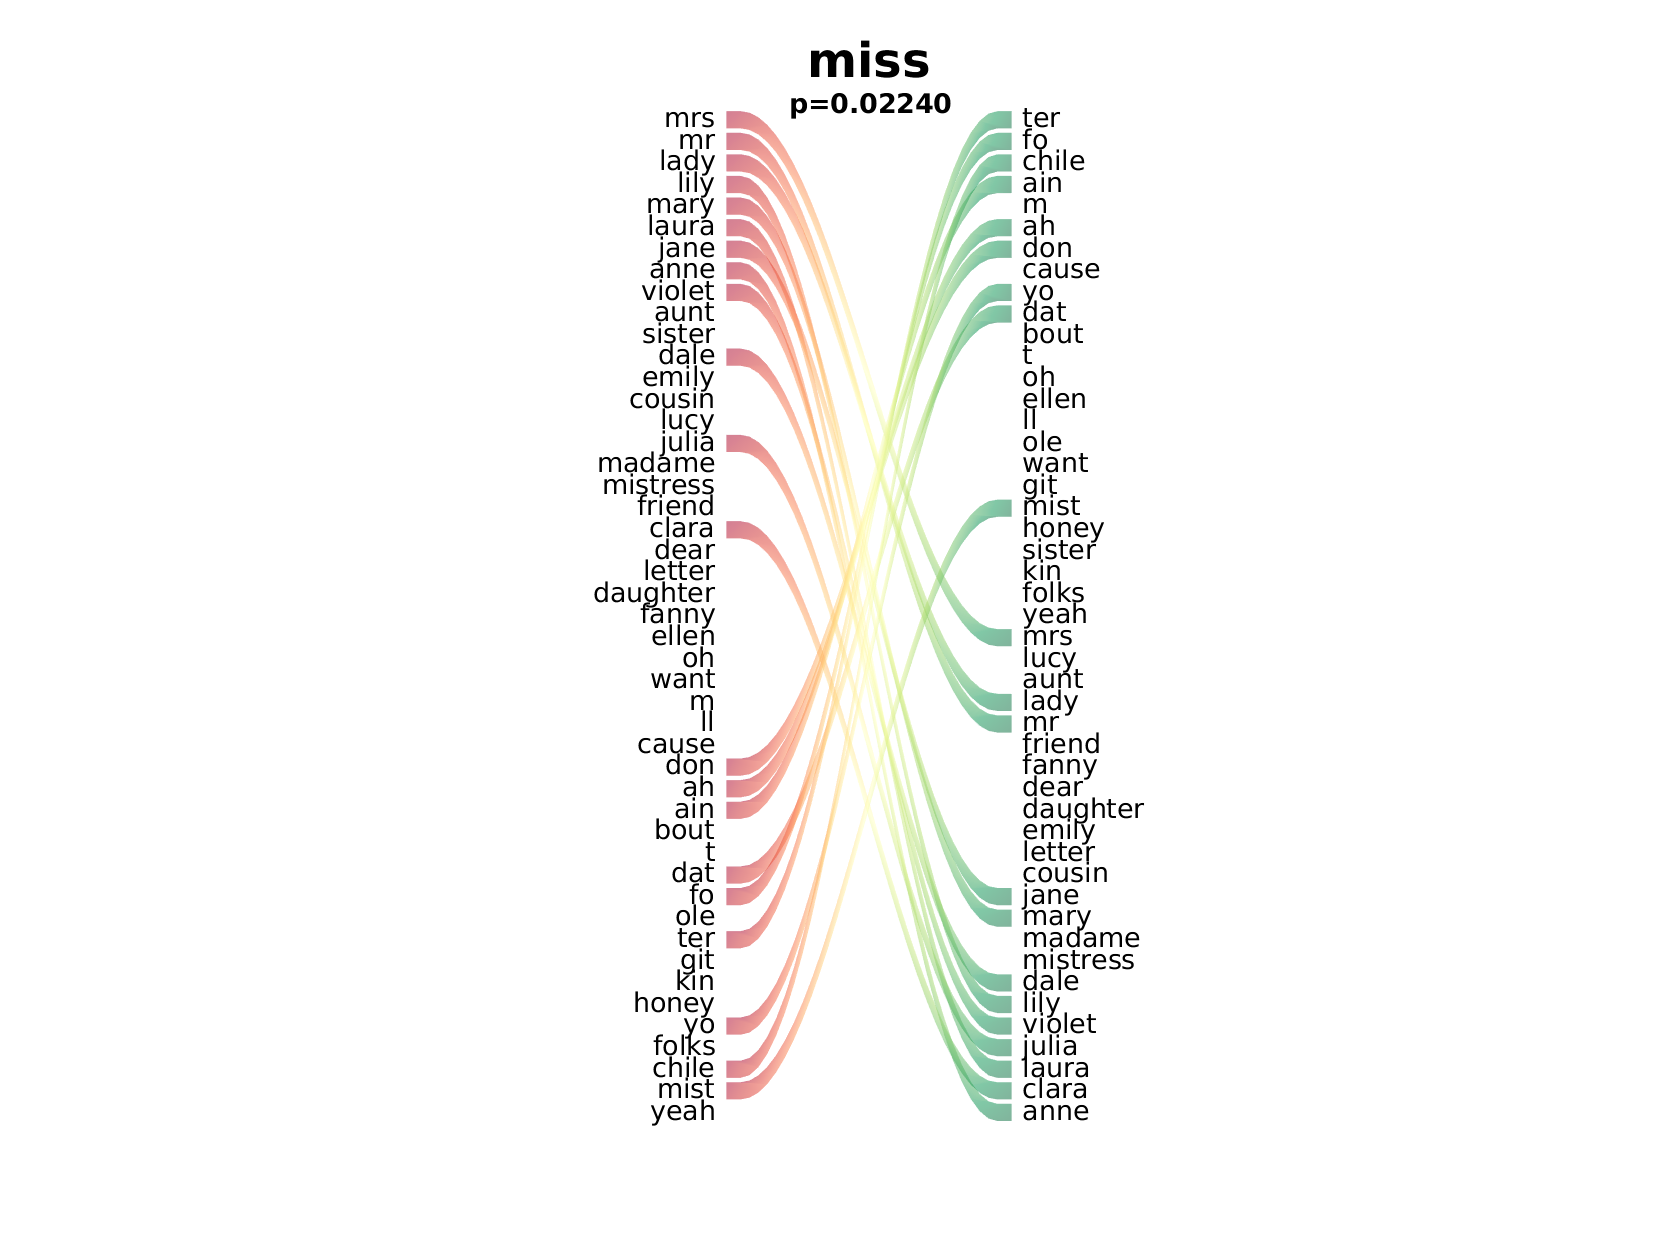 miss
p=0.02240
mrs
mr
lady
lily
mary
laura
jane
anne
violet
aunt
sister
dale
emily
cousin
lucy
julia
madame
mistress
friend
clara
dear
letter
daughter
fanny
ellen
oh
want
m
ll
cause
don
ah
ain
bout
t
dat
fo
ole
ter
git
kin
honey
yo
folks
chile
mist
yeah
ter
fo
chile
ain
m
ah
don
cause
yo
dat
bout
t
oh
ellen
ll
ole
want
git
mist
honey
sister
kin
folks
yeah
mrs
lucy
aunt
lady
mr
friend
fanny
dear
daughter
emily
letter
cousin
jane
mary
madame
mistress
dale
lily
violet
julia
laura
clara
anne